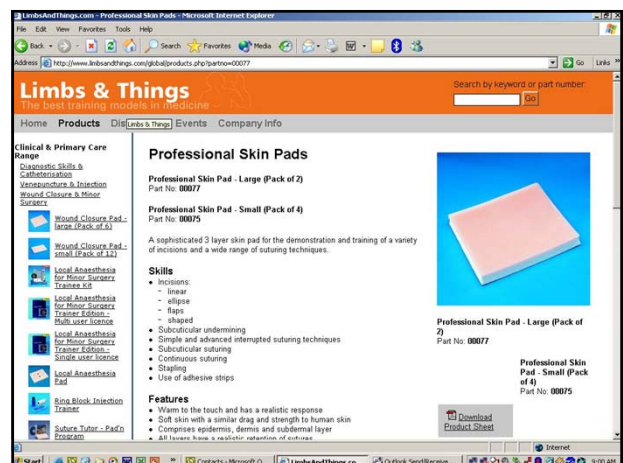 LimbsAndThings.com - Professional Skin Pads - Microsoft Internet Explorer
File Edit View Favorites Tools Help
Back Search Favorites Media
Address http://www.limbsandthings.com/global/products.php?partno=00077 Go Links »
Limbs & Things
The best training models in medicine
Search by keyword or part number:
Go
Home Products Dis Limbs & Things Events Company Info
Clinical & Primary Care
Range
Diagnostic Skills &
Catheterisation
Venepuncture & Injection
Wound Closure & Minor
Surgery
Wound Closure Pad -
large (Pack of 6)
Wound Closure Pad -
small (Pack of 12)
Local Anaesthesia
for Minor Surgery
Trainee Kit
Local Anaesthesia
for Minor Surgery
Trainer Edition -
Multi user licence
Local Anaesthesia
for Minor Surgery
Trainer Edition -
Single user licence
Local Anaesthesia
Pad
Ring Block Injection
Trainer
Suture Tutor - Pad'n
Program
Professional Skin Pads
Professional Skin Pad - Large (Pack of 2)
Part No: 00077
Professional Skin Pad - Small (Pack of 4)
Part No: 00075
A sophisticated 3 layer skin pad for the demonstration and training of a variety
of incisions and a wide range of suturing techniques.
Skills
• Incisions:
- linear
- ellipse
- flaps
- shaped
• Subcuticular undermining
• Simple and advanced interrupted suturing techniques
• Subcuticular suturing
• Continuous suturing
• Stapling
• Use of adhesive strips
Features
• Warm to the touch and has a realistic response
• Soft skin with a similar drag and strength to human skin
• Comprises epidermis, dermis and subdermal layer
• All layers have a realistic retention of sutures
Professional Skin Pad - Large (Pack of
2)
Part No: 00077
Professional Skin
Pad - Small (Pack
of 4)
Part No: 00075
Download
Product Sheet
Internet
Start Contacts - Microsoft O... LimbsAndThings.co... Outlook Send/Receive... 9:00 AM